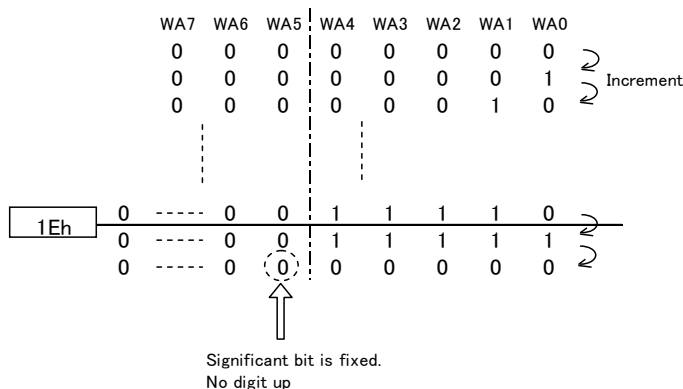 WA7 WA6 WA5 WA4 WA3 WA2 WA1 WA0
0 0 0 0 0 0 0 0
0 0 0 0 0 0 0 1
Increment
0 0 0 0 0 0 1 0
0 ----- 0 0 1 1 1 1 0
1Eh
0 ----- 0 0 1 1 1 1 1
0 ----- 0 0 0 0 0 0 0
Significant bit is fixed.
No digit up